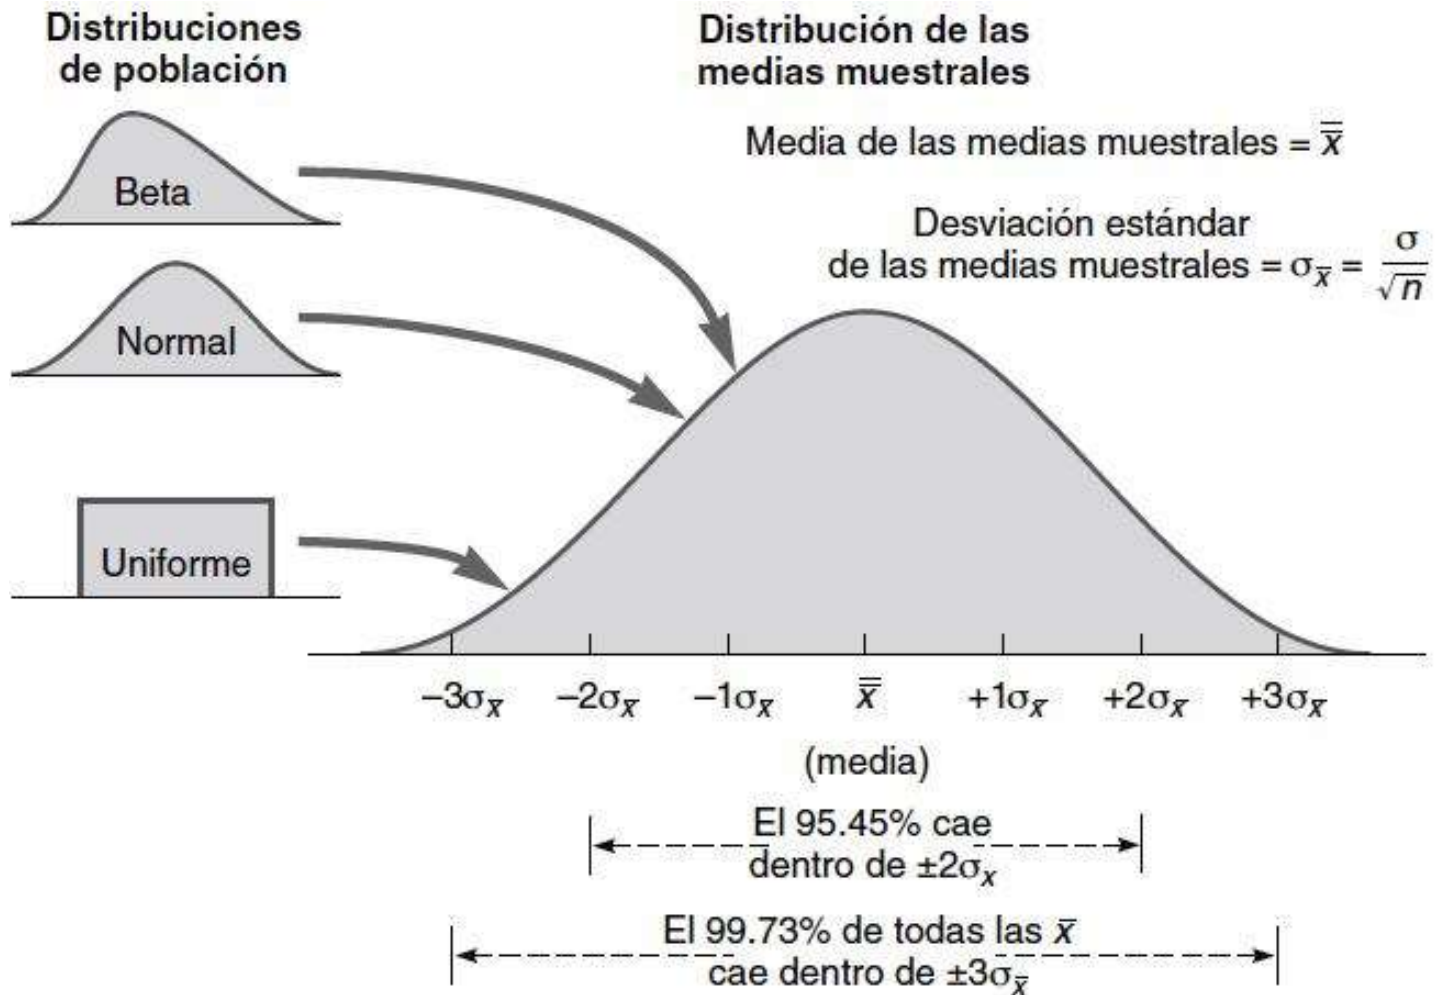 Distribuciones
de población
Beta
Normal
Uniforme
Distribución de las
medias muestrales
Media de las medias muestrales = x̿
Desviación estándar
de las medias muestrales = σx̅ = σ/√n
–3σx̅ –2σx̅ –1σx̅ x̿ +1σx̅ +2σx̅ +3σx̅
(media)
El 95.45% cae
dentro de ±2σx
El 99.73% de todas las x̅
cae dentro de ±3σx̅